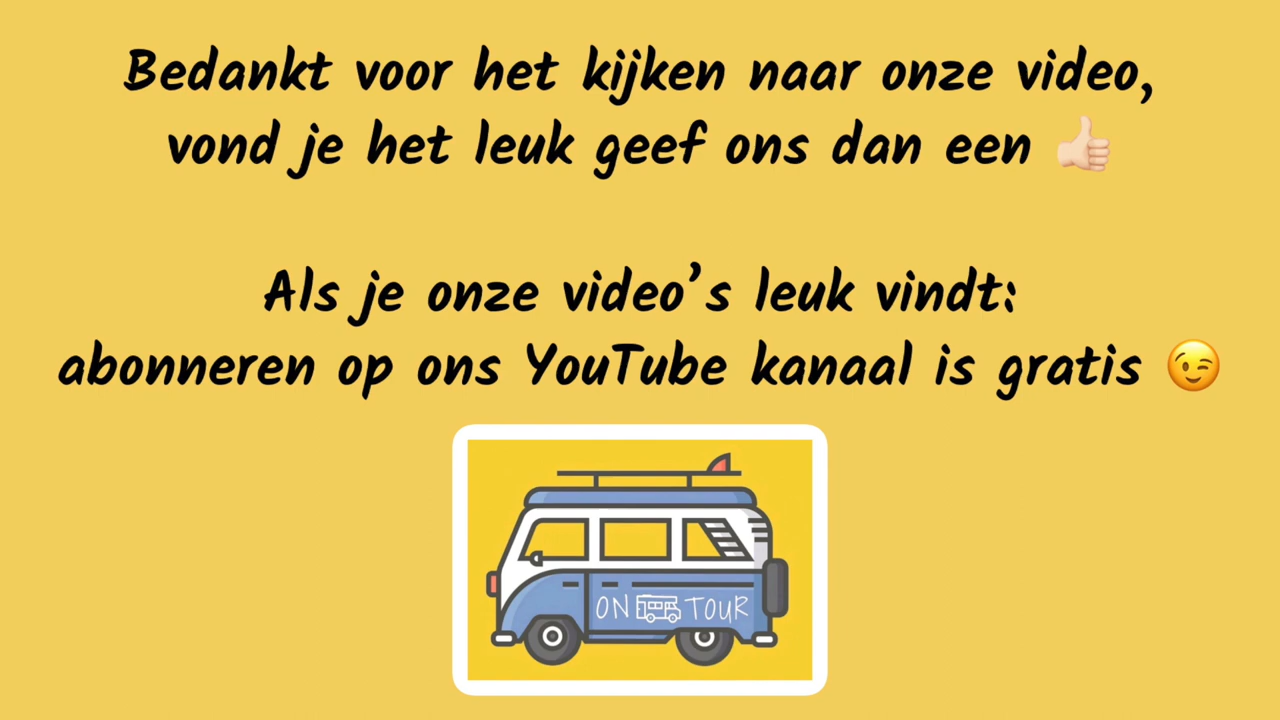 Bedankt voor het kijken naar onze video,
vond je het leuk geef ons dan een 👍🏻
Als je onze video’s leuk vindt:
abonneren op ons YouTube kanaal is gratis 😉
ON TOUR